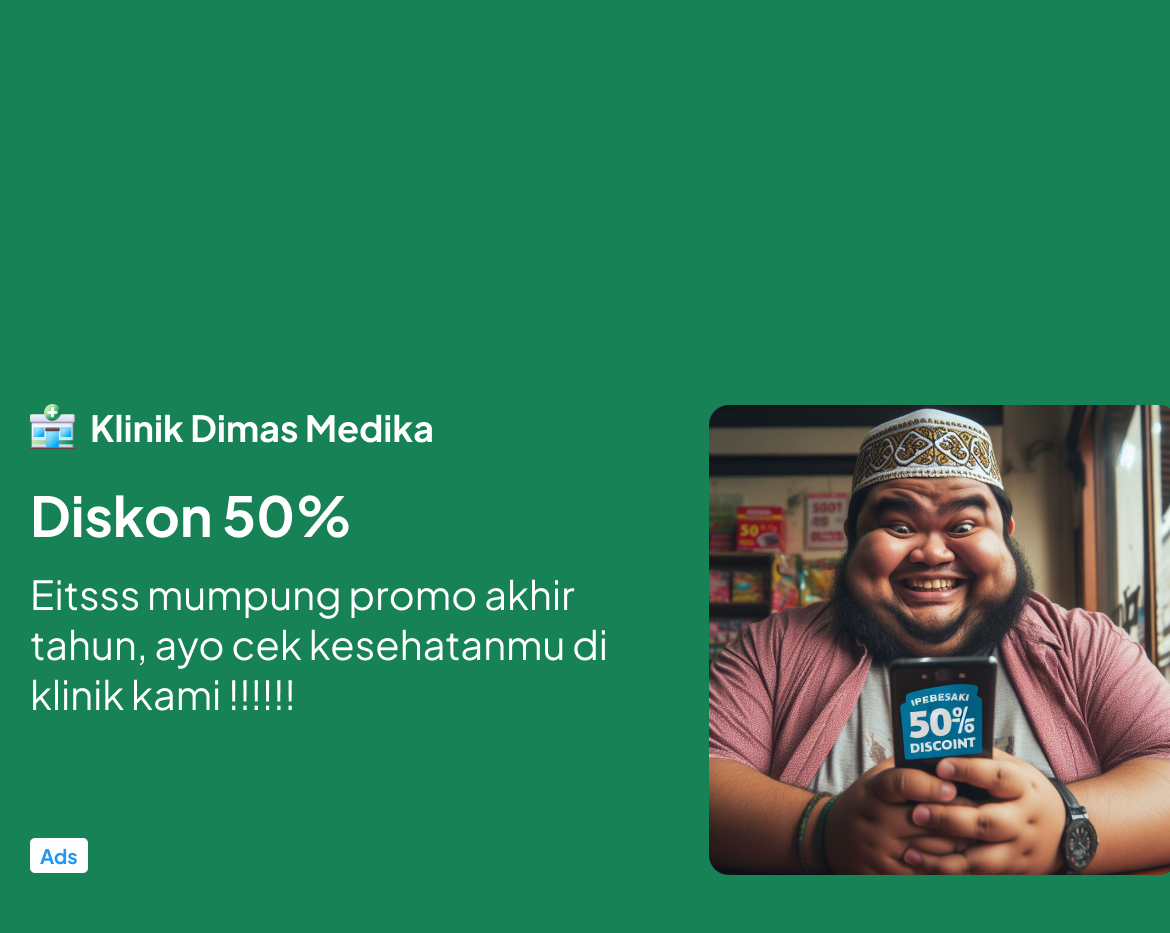 Klinik Dimas Medika
Diskon 50%
Eitsss mumpung promo akhir
tahun, ayo cek kesehatanmu di
klinik kami !!!!!!
Ads
IPEBESAKI
50%
DISCOINT
50